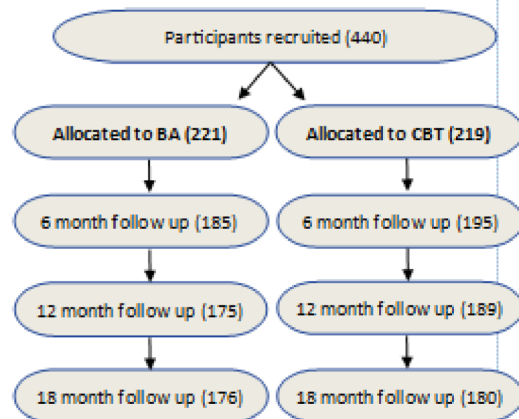 Participants recruited (440)
Allocated to BA (221)
Allocated to CBT (219)
6 month follow up (185)
6 month follow up (195)
12 month follow up (175)
12 month follow up (189)
18 month follow up (176)
18 month follow up (180)